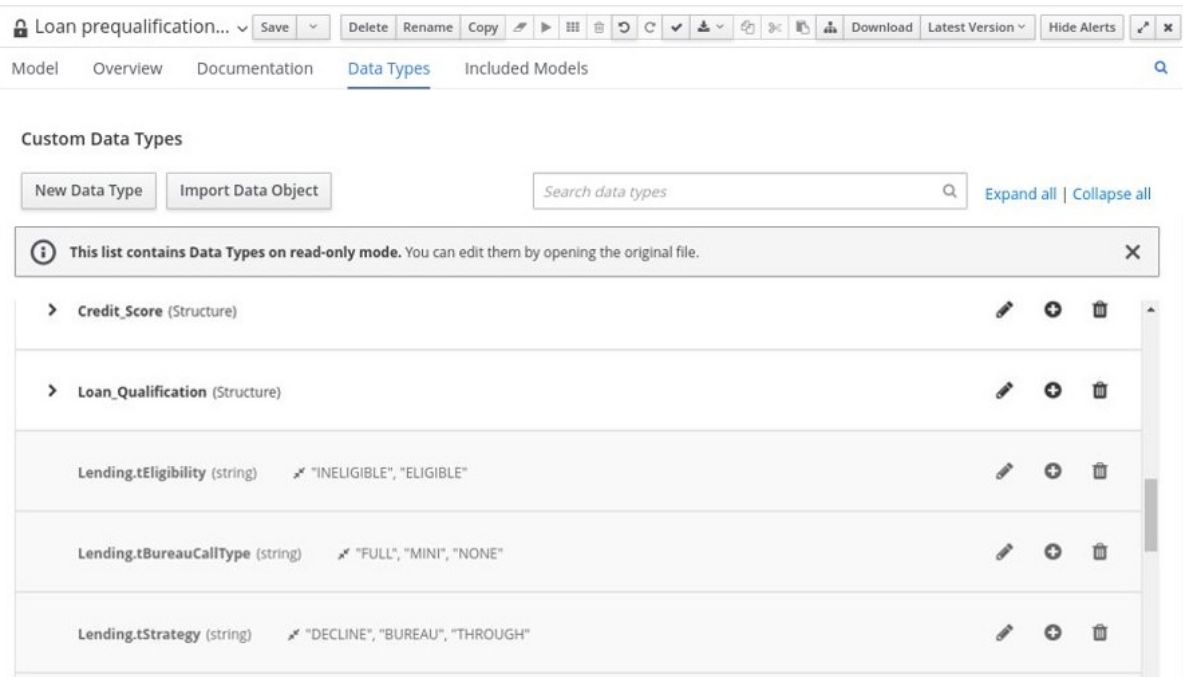 Loan prequalification... Save Delete Rename Copy Download Latest Version Hide Alerts
Model Overview Documentation Data Types Included Models
Custom Data Types
New Data Type Import Data Object Search data types Expand all | Collapse all
This list contains Data Types on read-only mode. You can edit them by opening the original file.
Credit_Score (Structure)
Loan_Qualification (Structure)
Lending.tEligibility (string) "INELIGIBLE", "ELIGIBLE"
Lending.tBureauCallType (string) "FULL", "MINI", "NONE"
Lending.tStrategy (string) "DECLINE", "BUREAU", "THROUGH"